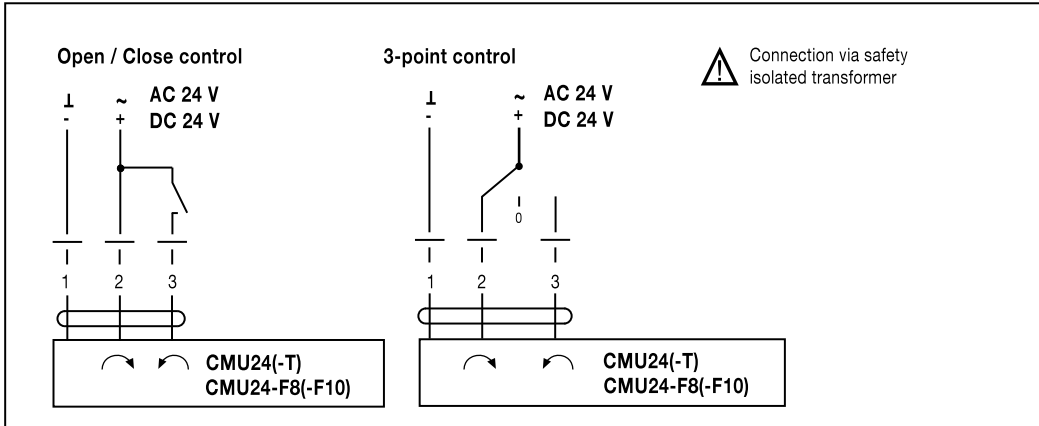 Open / Close control
⊥ ~ AC 24 V
- + DC 24 V
1 2 3
CMU24(-T)
CMU24-F8(-F10)
3-point control
⊥ ~ AC 24 V
- + DC 24 V
0
1 2 3
CMU24(-T)
CMU24-F8(-F10)
Connection via safety
isolated transformer